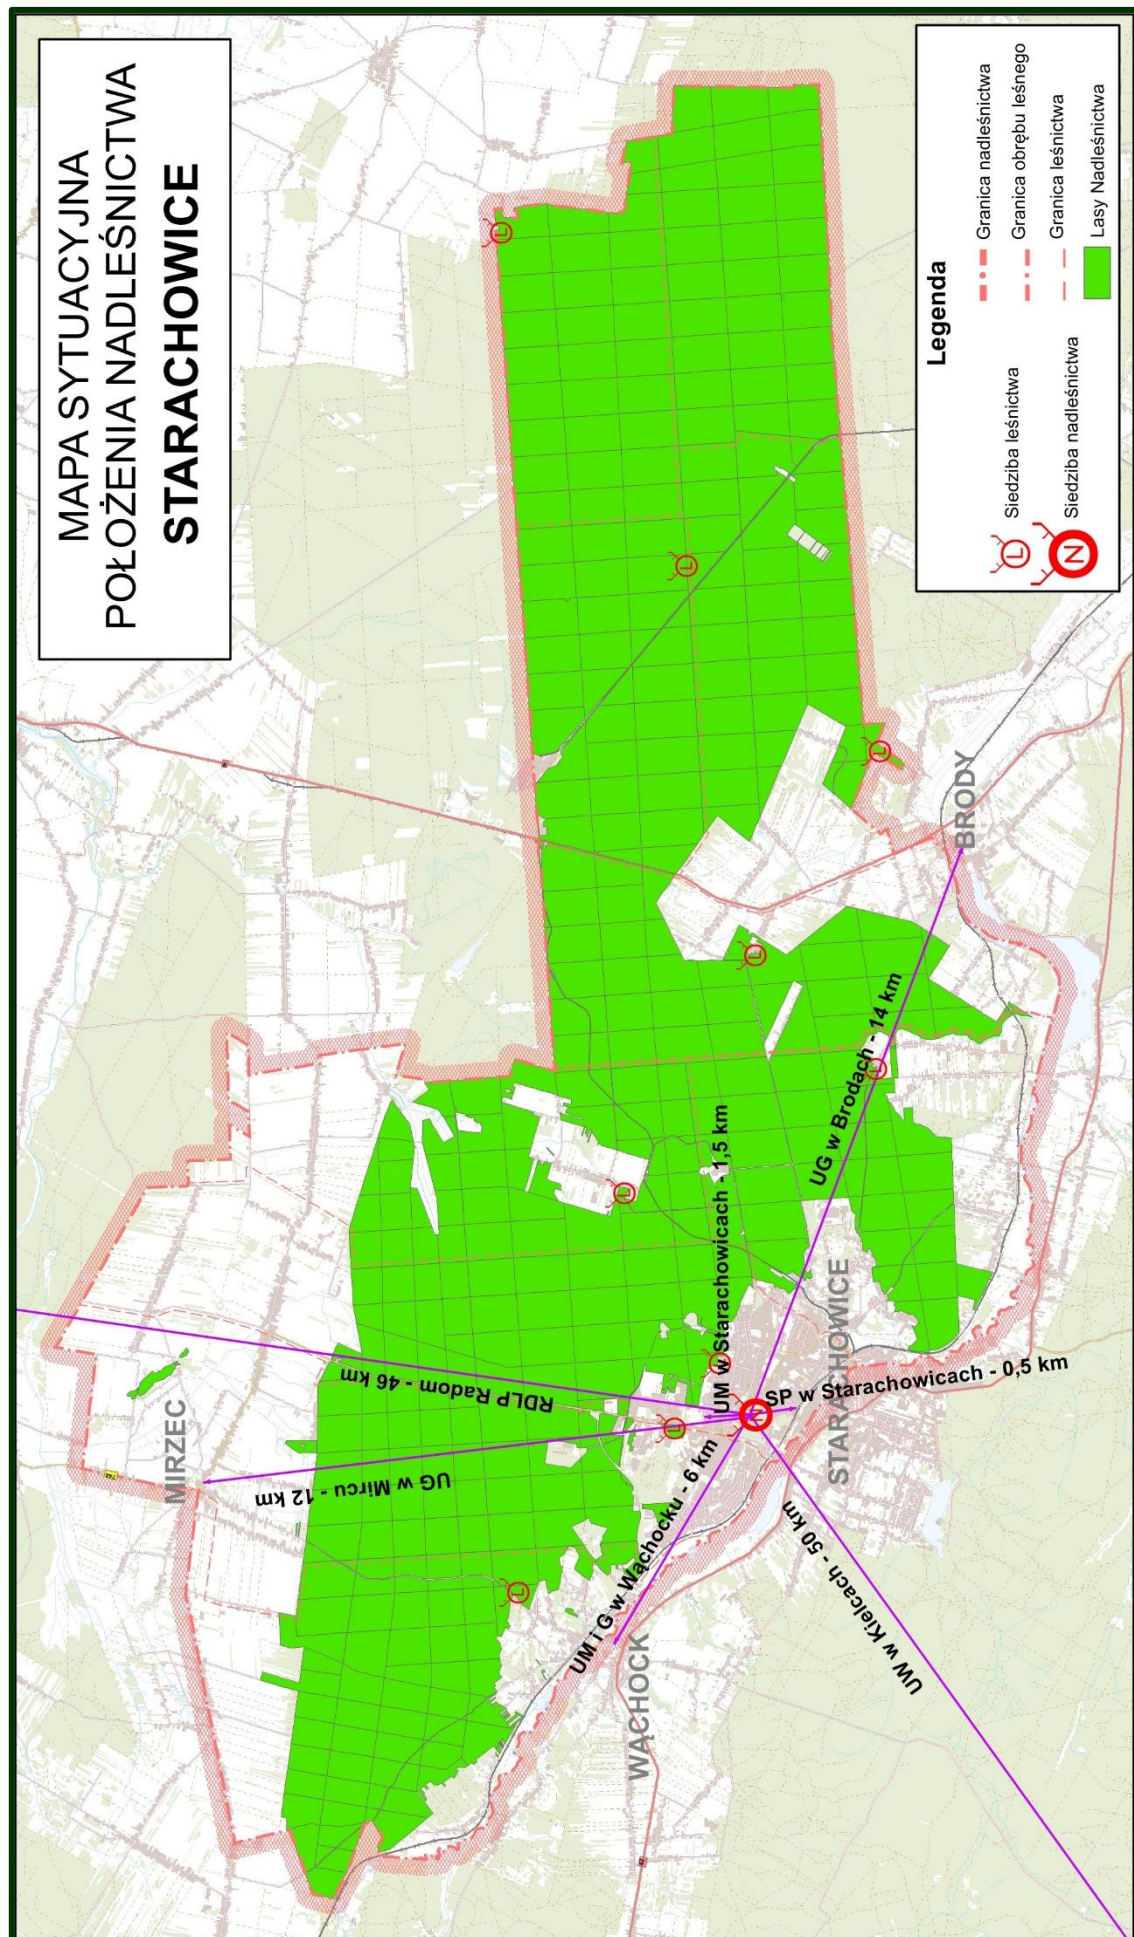 MAPA SYTUACYJNA
POŁOŻENIA NADLEŚNICTWA
STARACHOWICE
MIRZEC
744
RDLP Radom - 46 km
UG w Mircu - 12 km
UM w Starachowicach - 1,5 km
UG w Brodach - 14 km
BRODY
SP w Starachowicach - 0,5 km
STARACHOWICE
UM i G w Wąchocku - 6 km
WĄCHOCK
UW w Kielcach - 50 km
L
L
L
L
L
L
L
L
L
N
Legenda
L Siedziba leśnictwa
N Siedziba nadleśnictwa
Granica nadleśnictwa
Granica obrębu leśnego
Granica leśnictwa
Lasy Nadleśnictwa